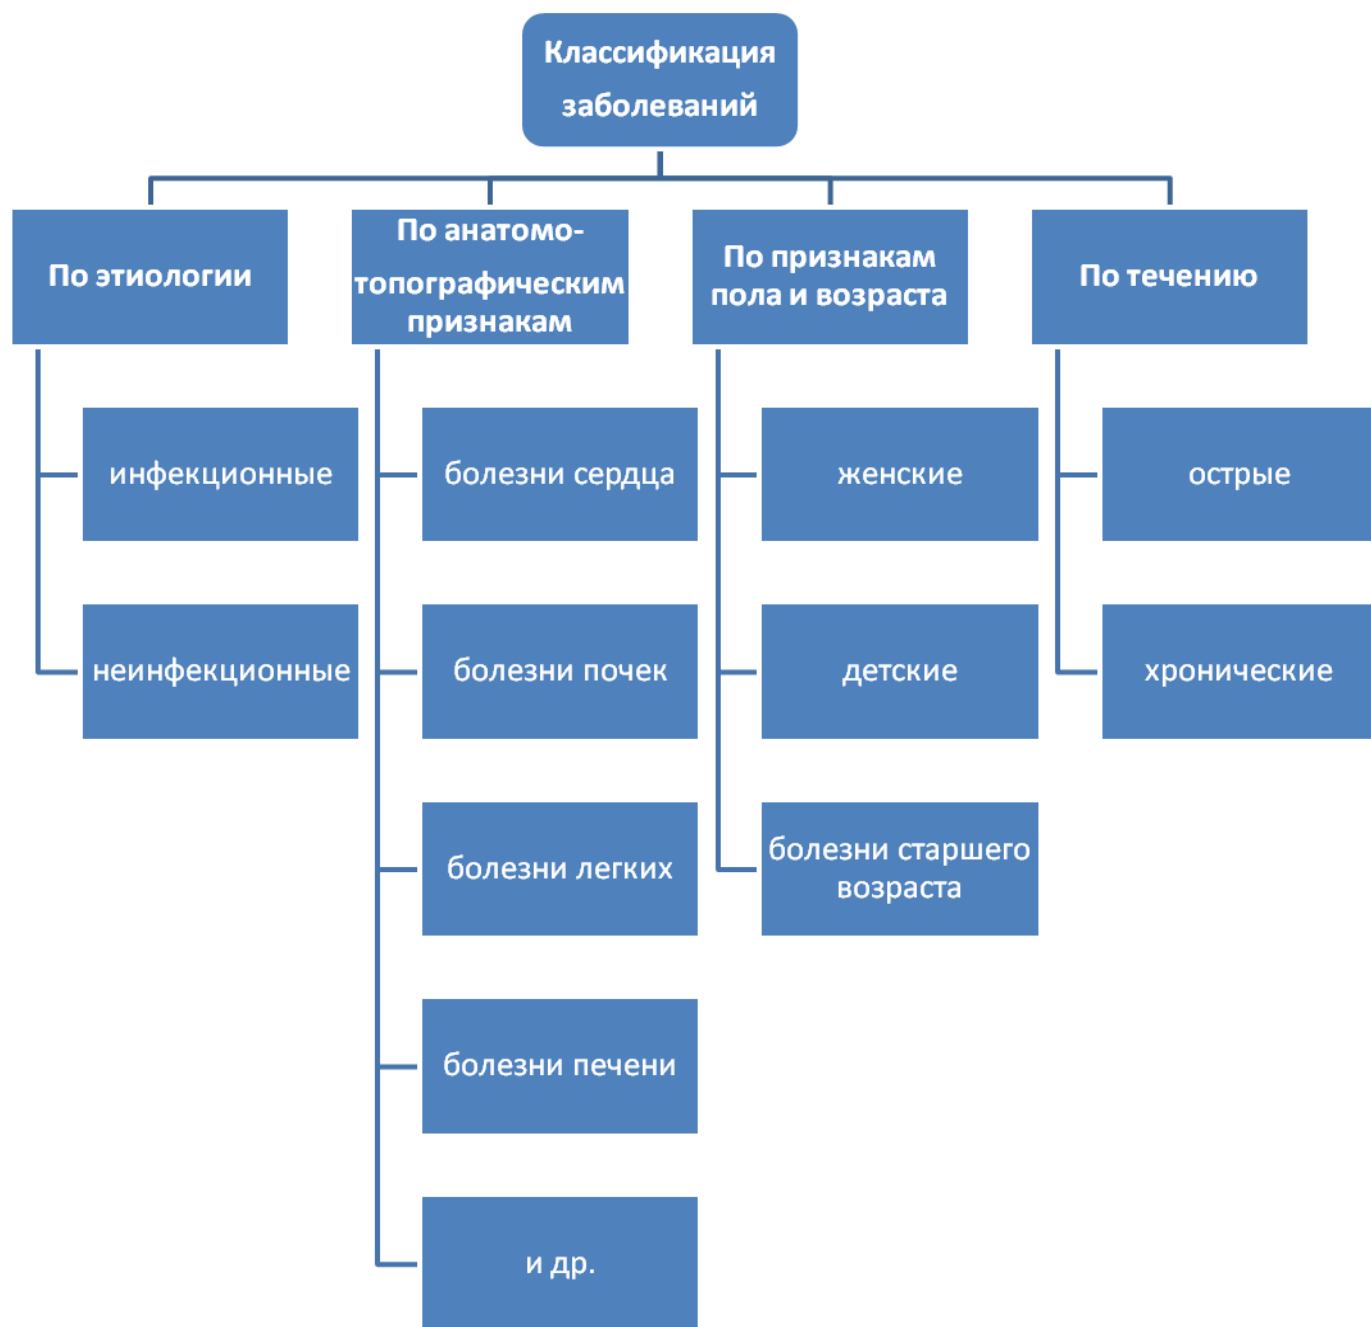 Классификация
заболеваний
По этиологии
инфекционные
неинфекционные
По анатомо-
топографическим
признакам
болезни сердца
болезни почек
болезни легких
болезни печени
и др.
По признакам
пола и возраста
женские
детские
болезни старшего
возраста
По течению
острые
хронические